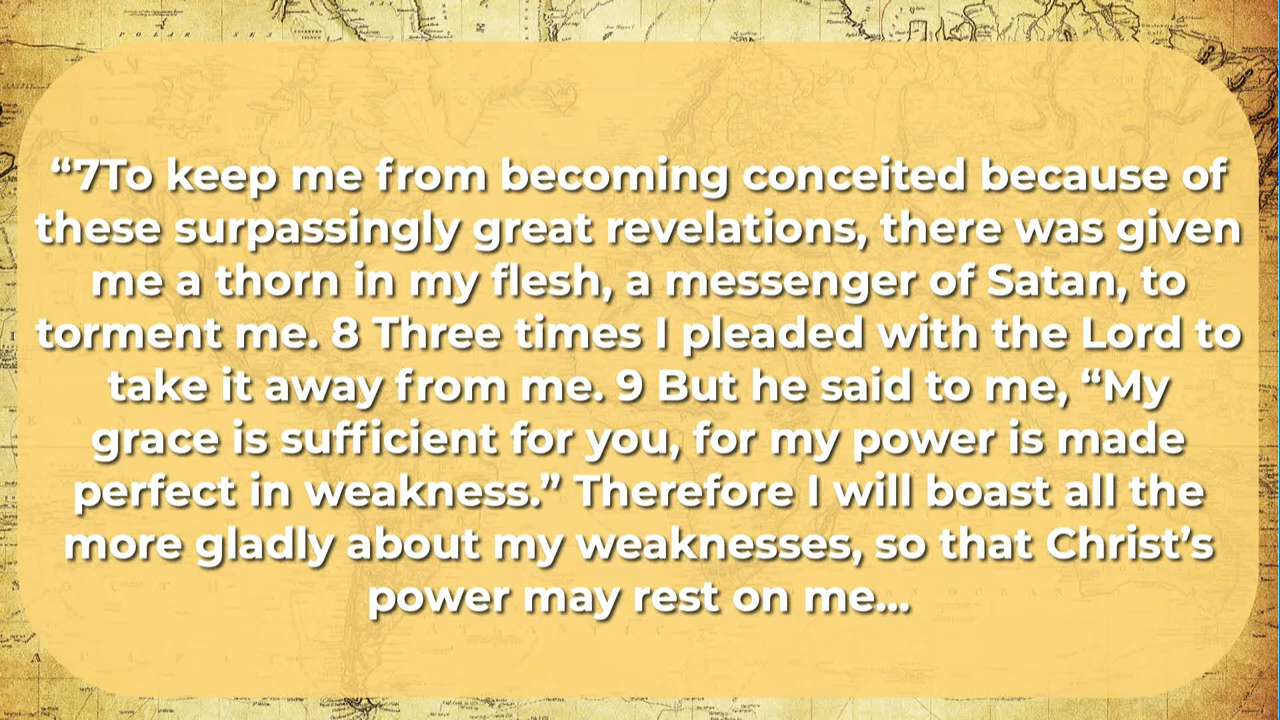 POLAR SEA
“7To keep me from becoming conceited because of
these surpassingly great revelations, there was given
me a thorn in my flesh, a messenger of Satan, to
torment me. 8 Three times I pleaded with the Lord to
take it away from me. 9 But he said to me, “My
grace is sufficient for you, for my power is made
perfect in weakness.” Therefore I will boast all the
more gladly about my weaknesses, so that Christ’s
power may rest on me...